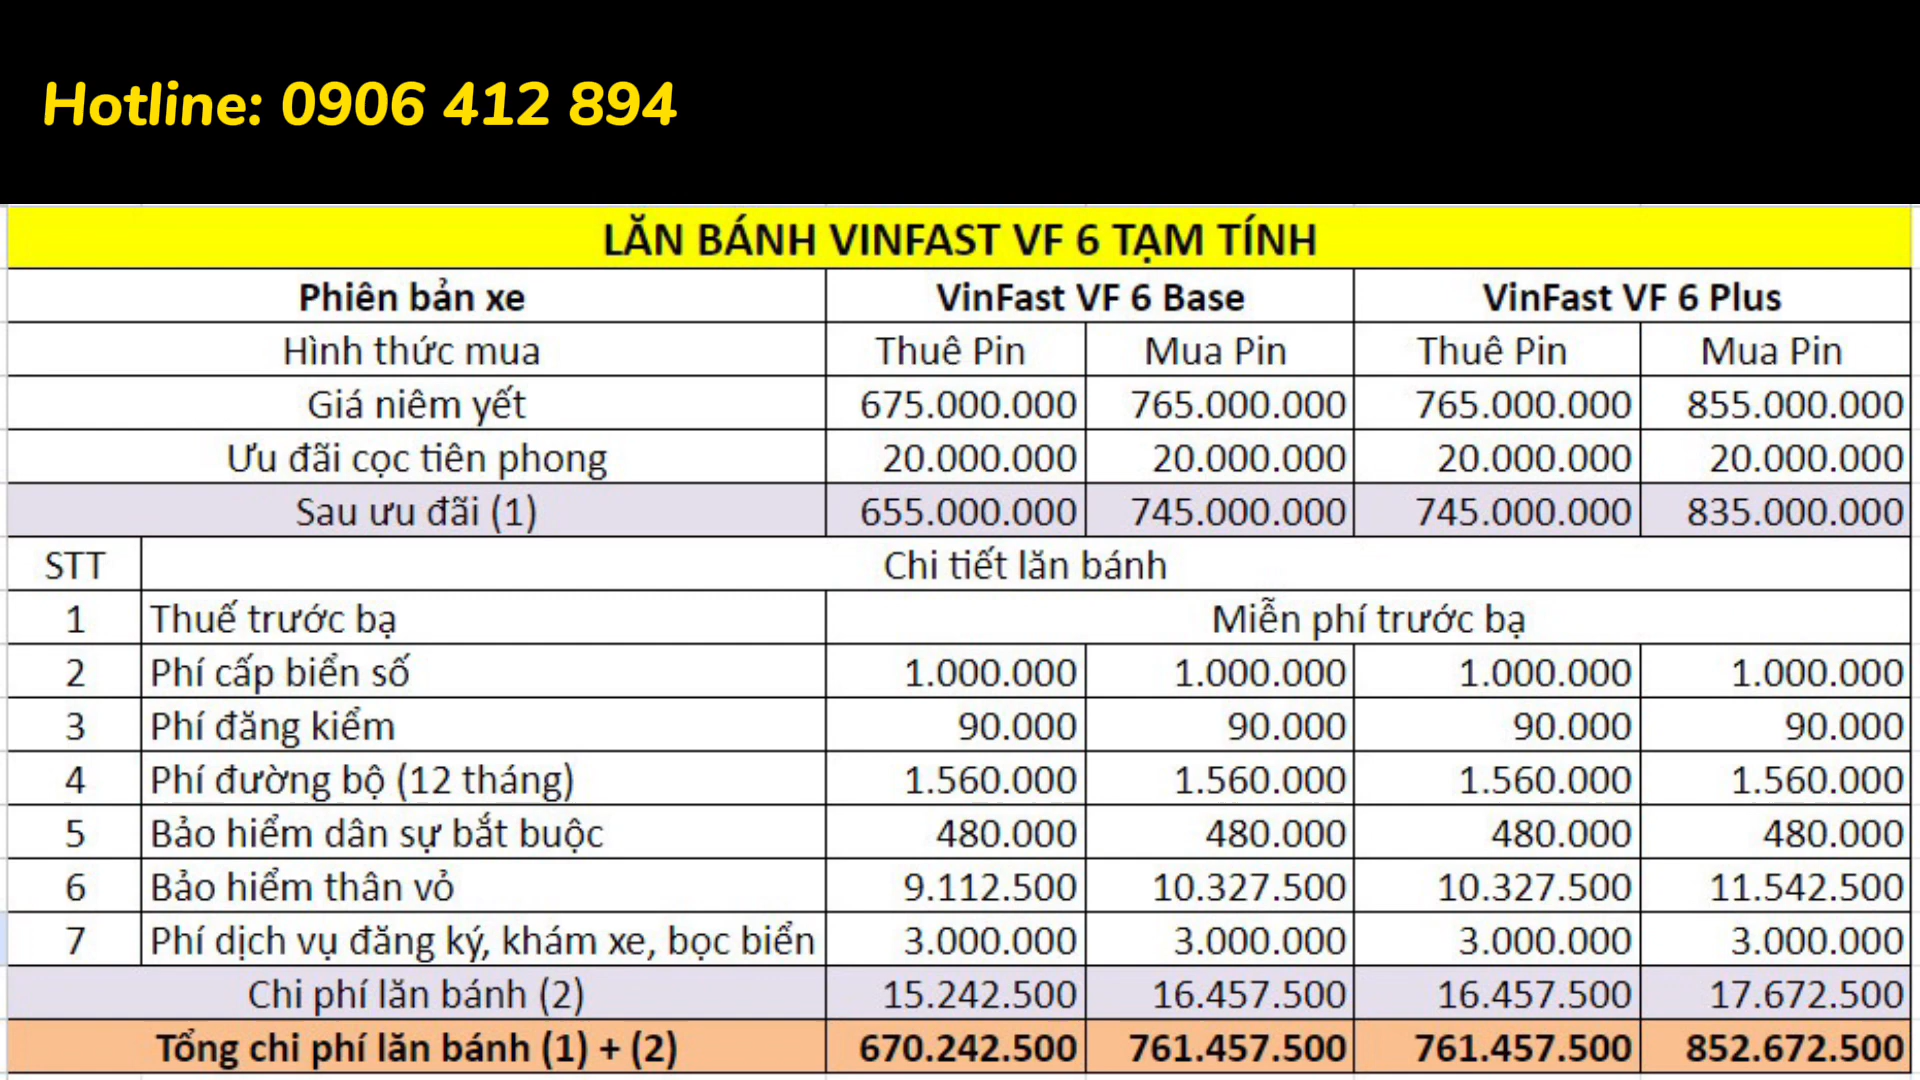 Hotline: 0906 412 894
LĂN BÁNH VINFAST VF 6 TẠM TÍNH
Phiên bản xe VinFast VF 6 Base VinFast VF 6 Plus
Hình thức mua Thuê Pin Mua Pin Thuê Pin Mua Pin
Giá niêm yết 675.000.000 765.000.000 765.000.000 855.000.000
Ưu đãi cọc tiên phong 20.000.000 20.000.000 20.000.000 20.000.000
Sau ưu đãi (1) 655.000.000 745.000.000 745.000.000 835.000.000
STT Chi tiết lăn bánh
1 Thuế trước bạ Miễn phí trước bạ
2 Phí cấp biển số 1.000.000 1.000.000 1.000.000 1.000.000
3 Phí đăng kiểm 90.000 90.000 90.000 90.000
4 Phí đường bộ (12 tháng) 1.560.000 1.560.000 1.560.000 1.560.000
5 Bảo hiểm dân sự bắt buộc 480.000 480.000 480.000 480.000
6 Bảo hiểm thân vỏ 9.112.500 10.327.500 10.327.500 11.542.500
7 Phí dịch vụ đăng ký, khám xe, bọc biển 3.000.000 3.000.000 3.000.000 3.000.000
Chi phí lăn bánh (2) 15.242.500 16.457.500 16.457.500 17.672.500
Tổng chi phí lăn bánh (1) + (2) 670.242.500 761.457.500 761.457.500 852.672.500